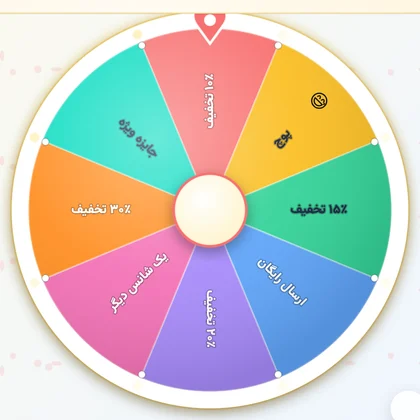 ۱۰٪ تخفیف
پوچ
۱۵٪ تخفیف
ارسال رایگان
۲۰٪ تخفیف
یک شانس دیگر
۳۰٪ تخفیف
جایزه ویژه